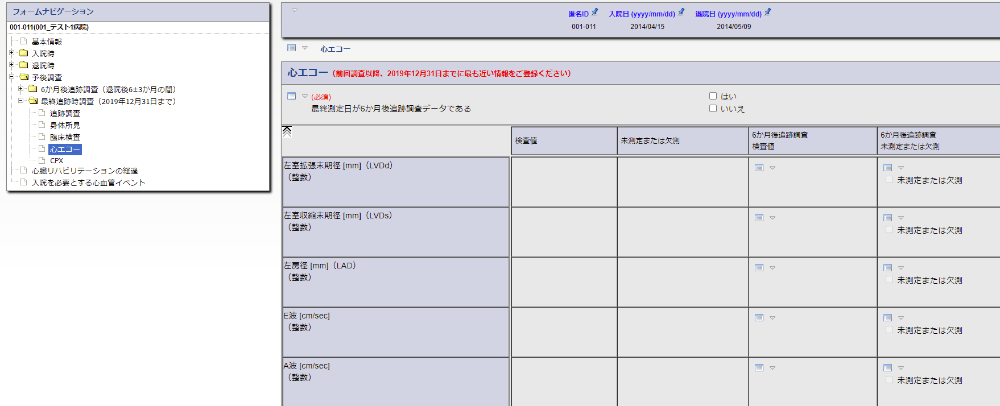 フォームナビゲーション
001-011(001_テスト1病院)
基本情報
入院時
退院時
予後調査
6か月後追跡調査（退院後6±3か月の間）
最終追跡時調査（2019年12月31日まで）
追跡調査
身体所見
臨床検査
心エコー
CPX
心臓リハビリテーションの経過
入院を必要とする心血管イベント
匿名ID 入院日 (yyyy/mm/dd) 退院日 (yyyy/mm/dd)
001-011 2014/04/15 2014/05/09
心エコー
心エコー（前回調査以降、2019年12月31日までに最も近い情報をご登録ください）
(必須)
最終測定日が6か月後追跡調査データである
はい
いいえ
検査値
未測定または欠測
6か月後追跡調査
検査値
6か月後追跡調査
未測定または欠測
左室拡張末期径 [mm]（LVDd）
（整数）
未測定または欠測
左室収縮末期径 [mm]（LVDs）
（整数）
未測定または欠測
左房径 [mm]（LAD）
（整数）
未測定または欠測
E波 [cm/sec]
（整数）
未測定または欠測
A波 [cm/sec]
（整数）
未測定または欠測